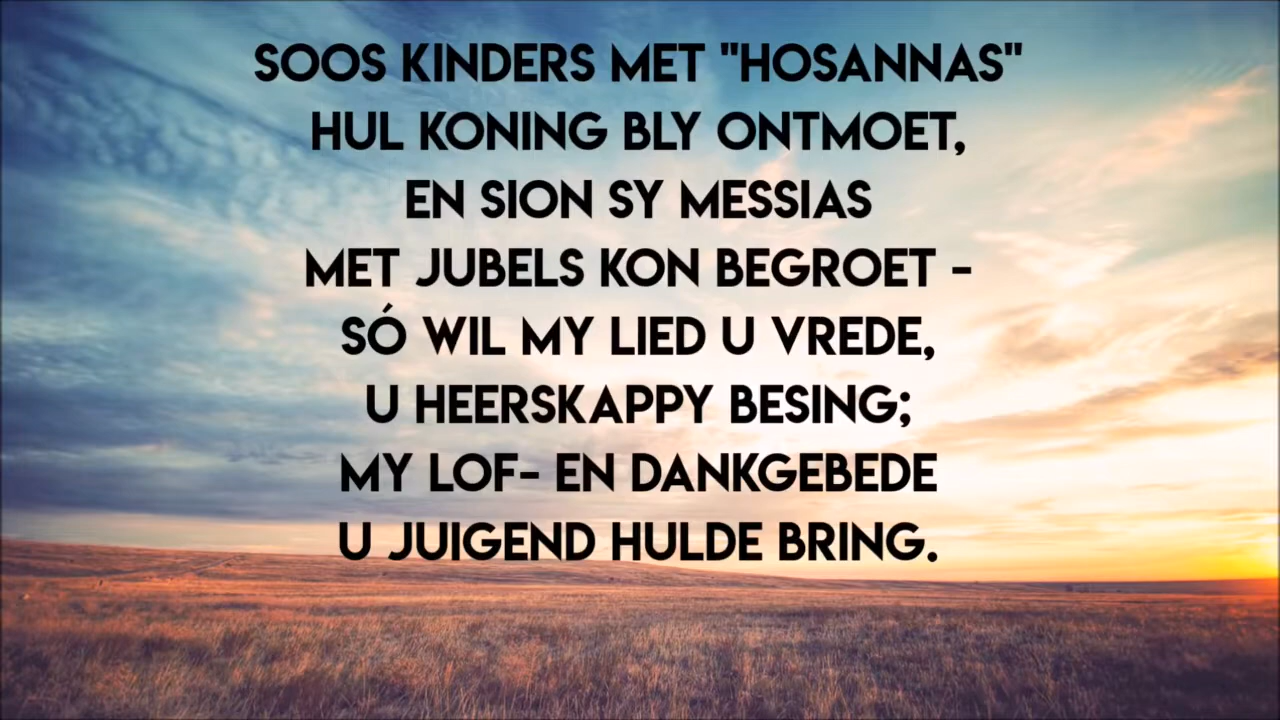 SOOS KINDERS MET "HOSANNAS"
HUL KONING BLY ONTMOET,
EN SION SY MESSIAS
MET JUBELS KON BEGROET -
SÓ WIL MY LIED U VREDE,
U HEERSKAPPY BESING;
MY LOF- EN DANKGEBEDE
U JUIGEND HULDE BRING.